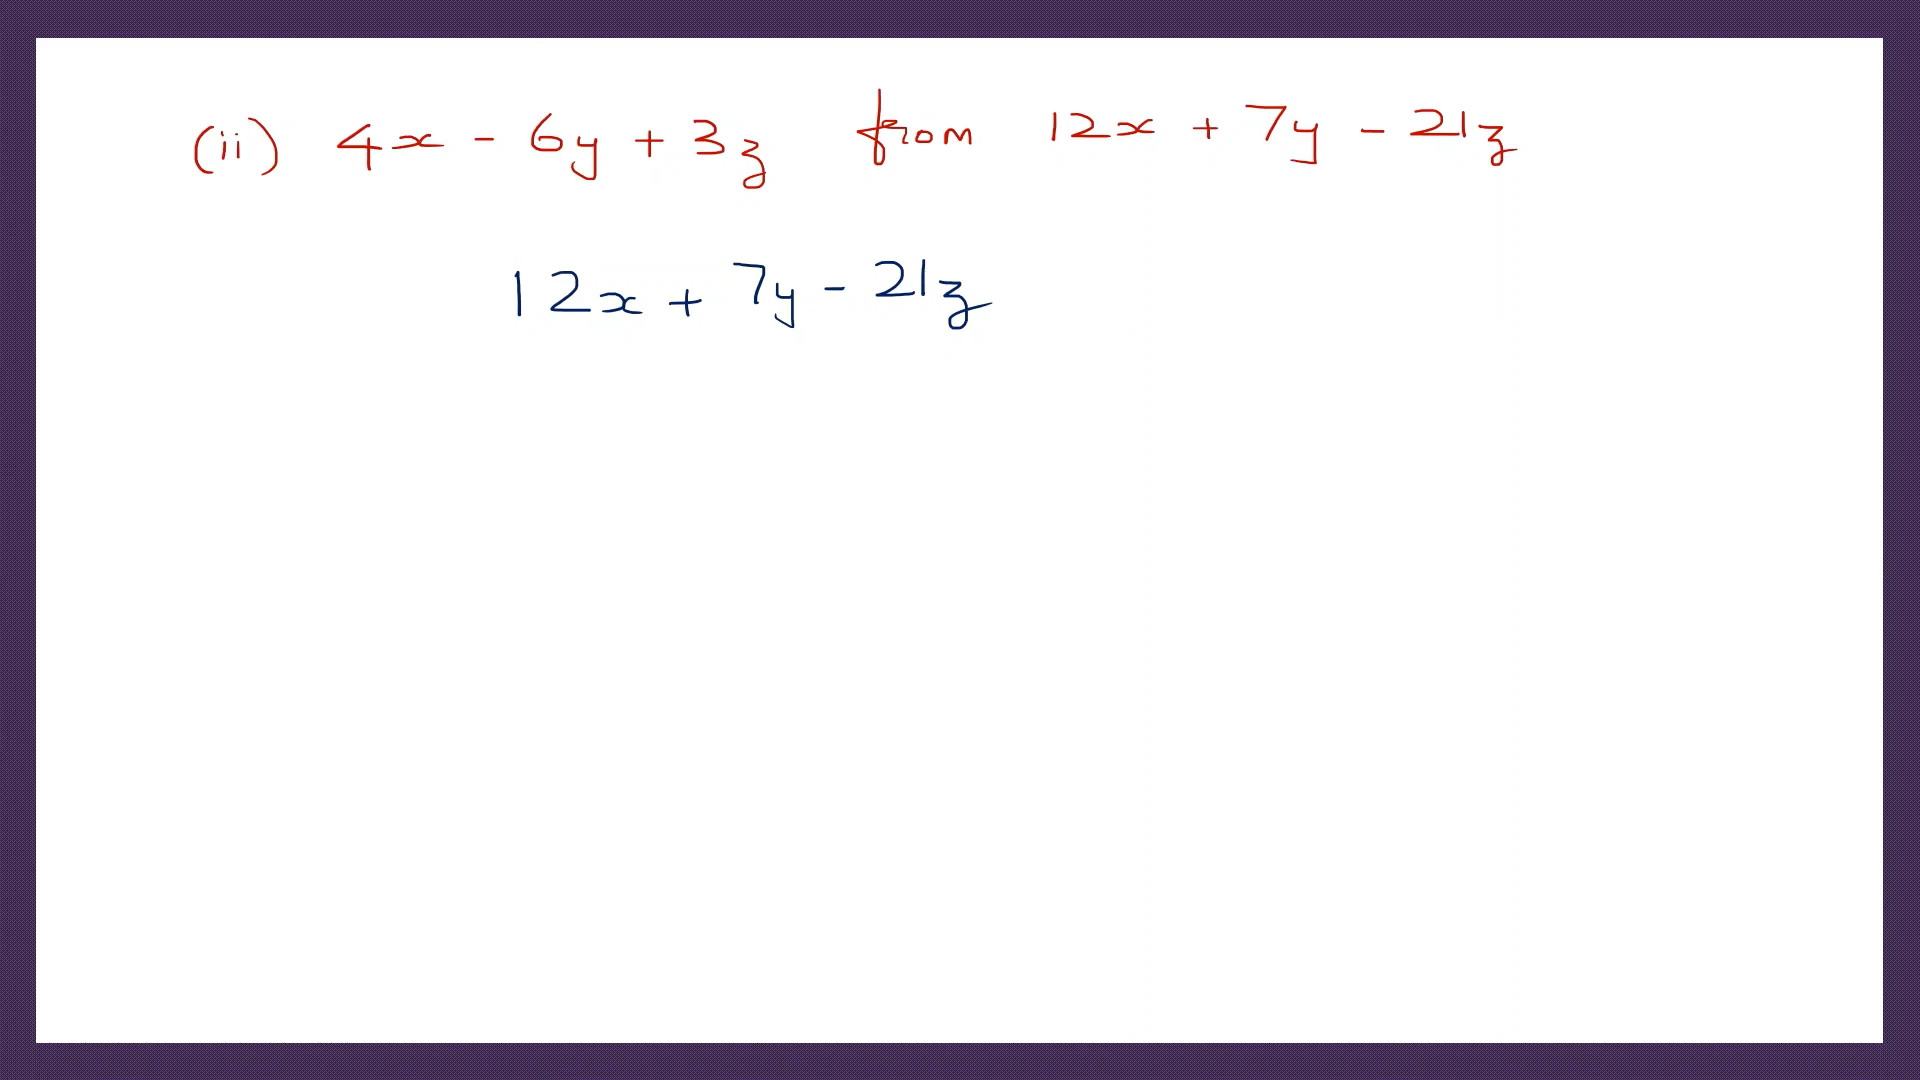 (ii) 4x - 6y + 3z from 12x + 7y - 21z
12x + 7y - 21z